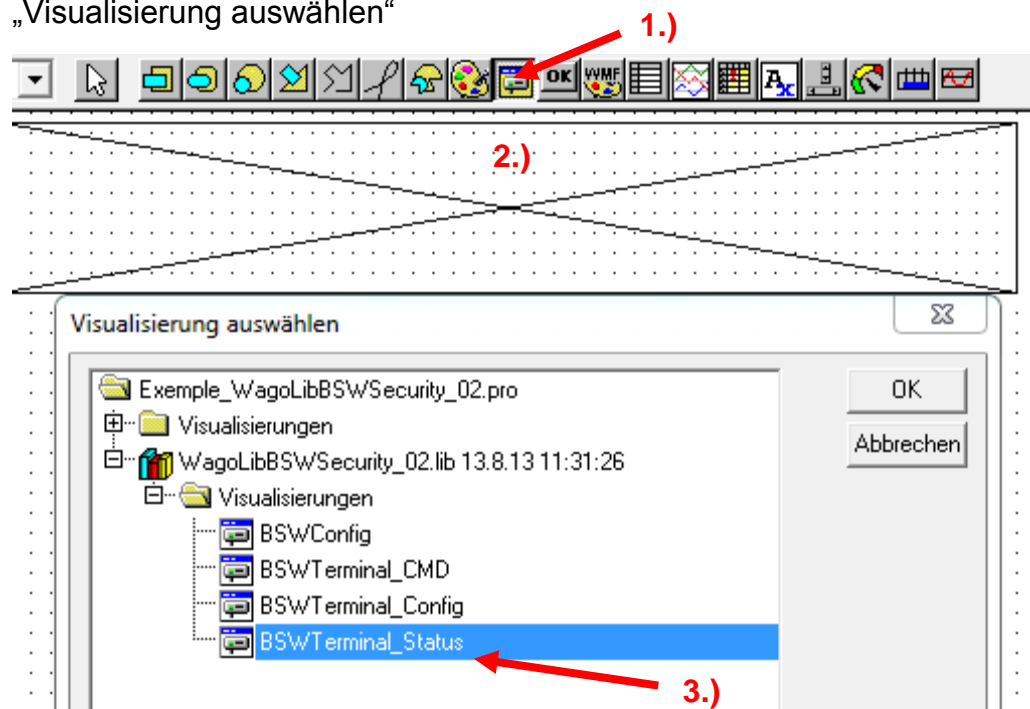 „Visualisierung auswählen“
1.)
OK
WMF
A
x
2.)
Visualisierung auswählen
Exemple_WagoLibBSWSecurity_02.pro
OK
Visualisierungen
Abbrechen
WagoLibBSWSecurity_02.lib 13.8.13 11:31:26
Visualisierungen
BSWConfig
BSWTerminal_CMD
BSWTerminal_Config
BSWTerminal_Status
3.)